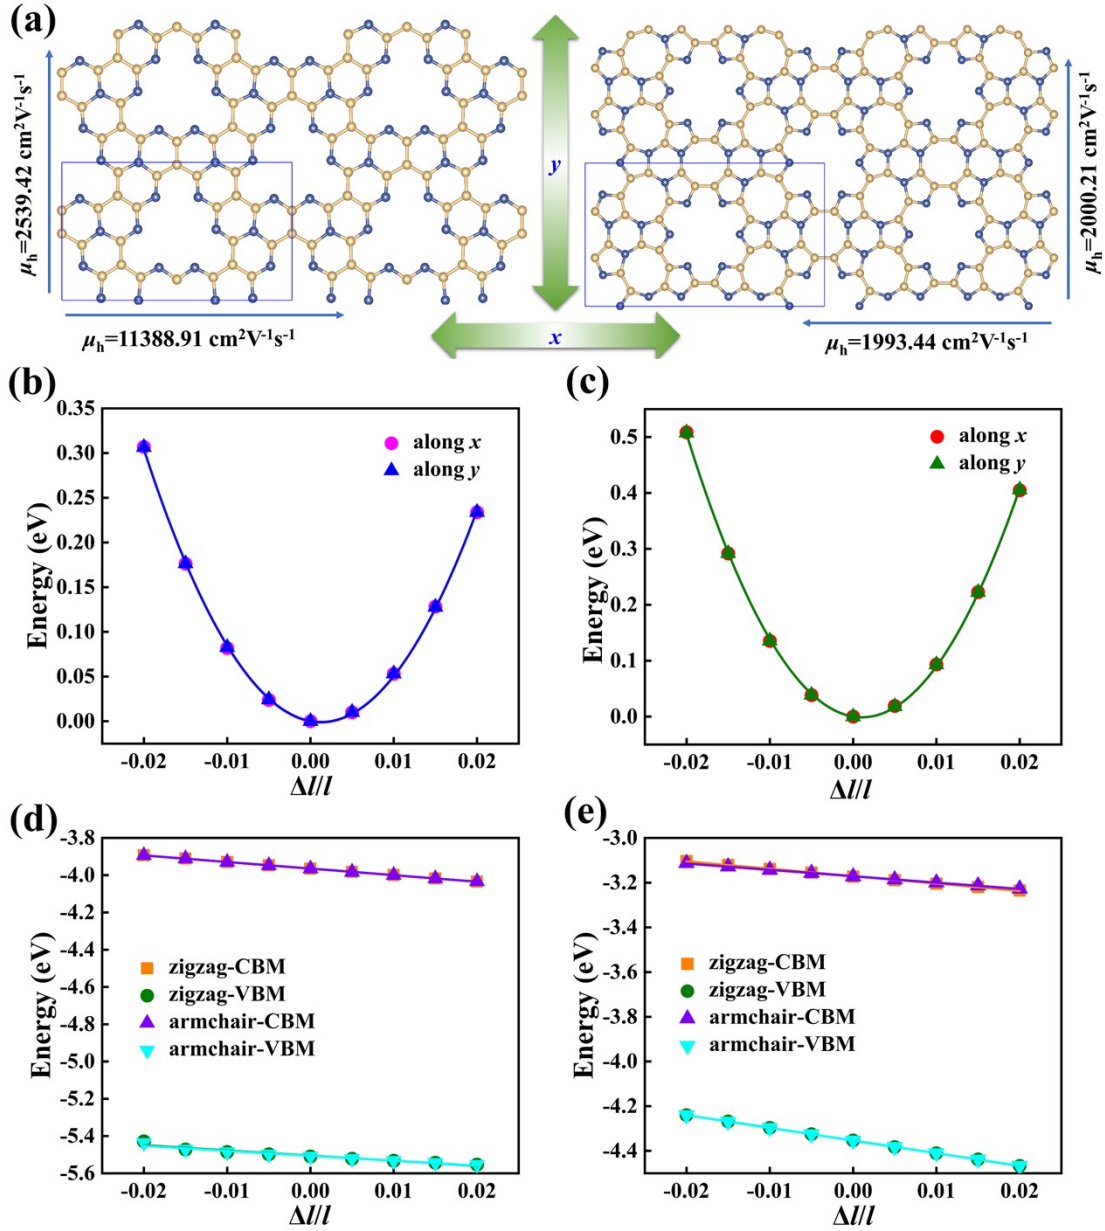 (a)
μh=2539.42 cm²V⁻¹s⁻¹
μh=11388.91 cm²V⁻¹s⁻¹
y
x
μh=2000.21 cm²V⁻¹s⁻¹
μh=1993.44 cm²V⁻¹s⁻¹
(b)
0.35
0.30
0.25
0.20
0.15
0.10
0.05
0.00
Energy (eV)
along x
along y
-0.02 -0.01 0.00 0.01 0.02
Δl/l
(c)
0.5
0.4
0.3
0.2
0.1
0.0
Energy (eV)
along x
along y
-0.02 -0.01 0.00 0.01 0.02
Δl/l
(d)
-3.8
-4.0
-4.2
-4.4
-4.6
-4.8
-5.0
-5.2
-5.4
-5.6
Energy (eV)
zigzag-CBM
zigzag-VBM
armchair-CBM
armchair-VBM
-0.02 -0.01 0.00 0.01 0.02
Δl/l
(e)
-3.0
-3.2
-3.4
-3.6
-3.8
-4.0
-4.2
-4.4
Energy (eV)
zigzag-CBM
zigzag-VBM
armchair-CBM
armchair-VBM
-0.02 -0.01 0.00 0.01 0.02
Δl/l